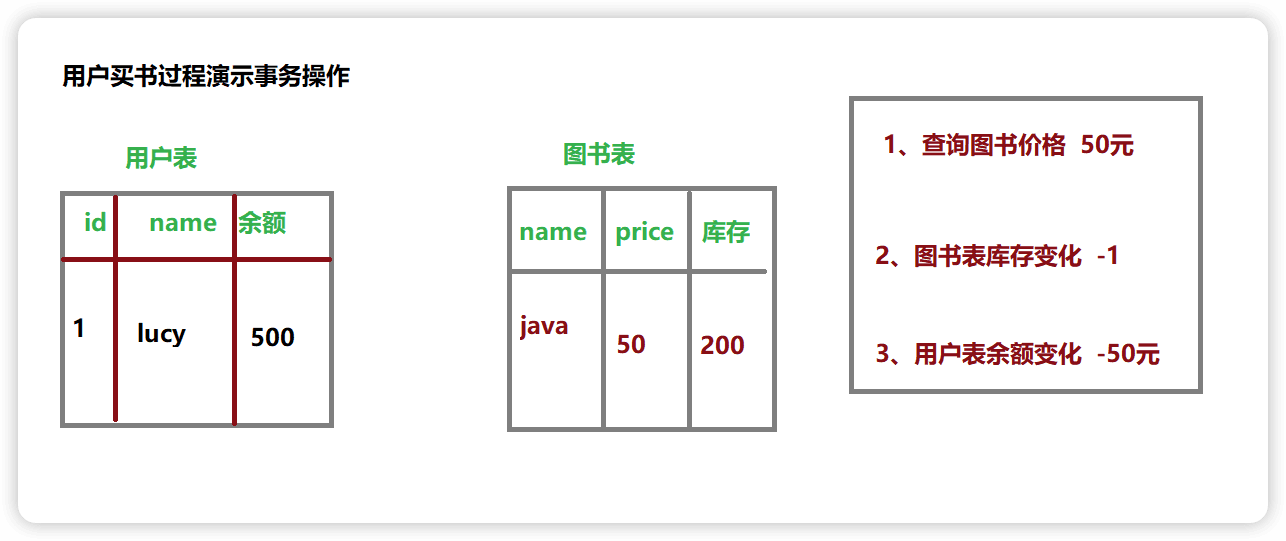 用户买书过程演示事务操作
用户表
id name 余额
1 lucy 500
图书表
name price 库存
java 50 200
1、查询图书价格 50元
2、图书表库存变化 -1
3、用户表余额变化 -50元